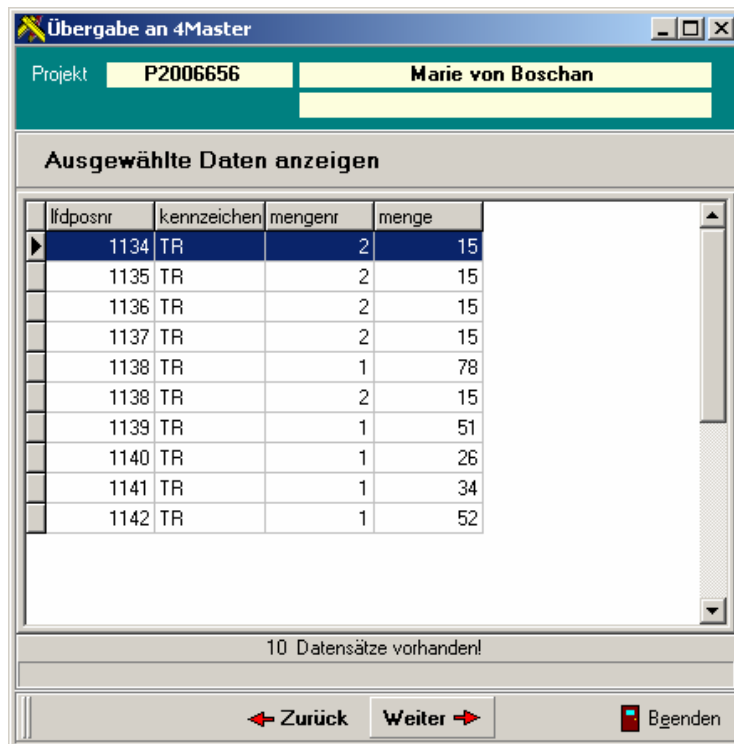 Übergabe an 4Master
Projekt P2006656 Marie von Boschan
Ausgewählte Daten anzeigen
lfdposnr kennzeichen mengenr menge
1134 TR 2 15
1135 TR 2 15
1136 TR 2 15
1137 TR 2 15
1138 TR 1 78
1138 TR 2 15
1139 TR 1 51
1140 TR 1 26
1141 TR 1 34
1142 TR 1 52
10 Datensätze vorhanden!
Zurück Weiter Beenden